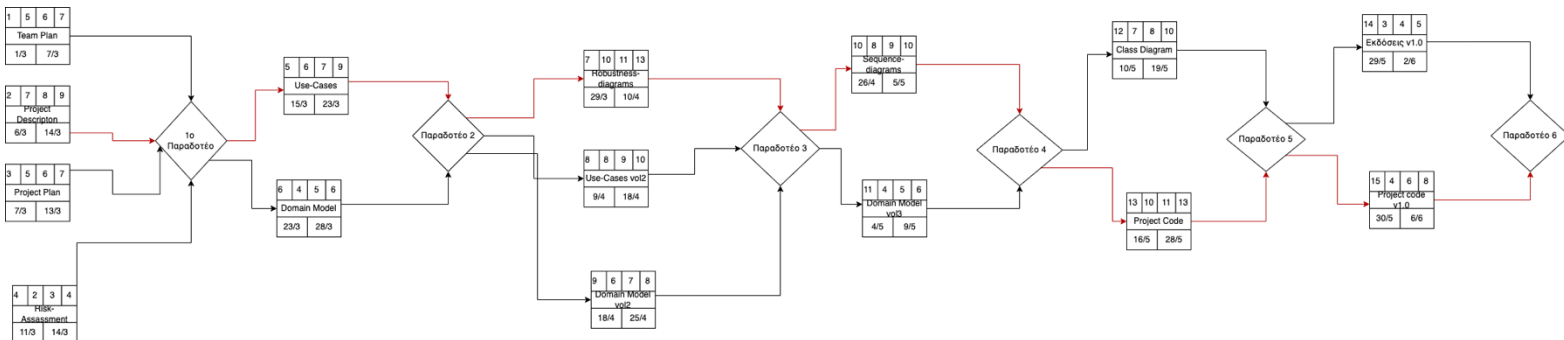 1 5 6 7
Team Plan
1/3 7/3
2 7 8 9
Project Descripton
6/3 14/3
3 5 6 7
Project Plan
7/3 13/3
4 2 3 4
Risk-
Assassment
11/3 14/3
1ο
Παραδοτέο
5 6 7 9
Use-Cases
15/3 23/3
6 4 5 6
Domain Model
23/3 28/3
Παραδοτέο 2
7 10 11 13
Robustness-
diagrams
29/3 10/4
8 8 9 10
Use-Cases vol2
9/4 18/4
9 6 7 8
Domain Model
vol2
18/4 25/4
Παραδοτέο 3
10 8 9 10
Sequence-
diagrams
26/4 5/5
11 4 5 6
Domain Model
vol3
4/5 9/5
Παραδοτέο 4
12 7 8 10
Class Diagram
10/5 19/5
13 10 11 13
Project Code
16/5 28/5
Παραδοτέο 5
14 3 4 5
Εκδόσεις v1.0
29/5 2/6
15 4 6 8
Project code
v1.0
30/5 6/6
Παραδοτέο 6